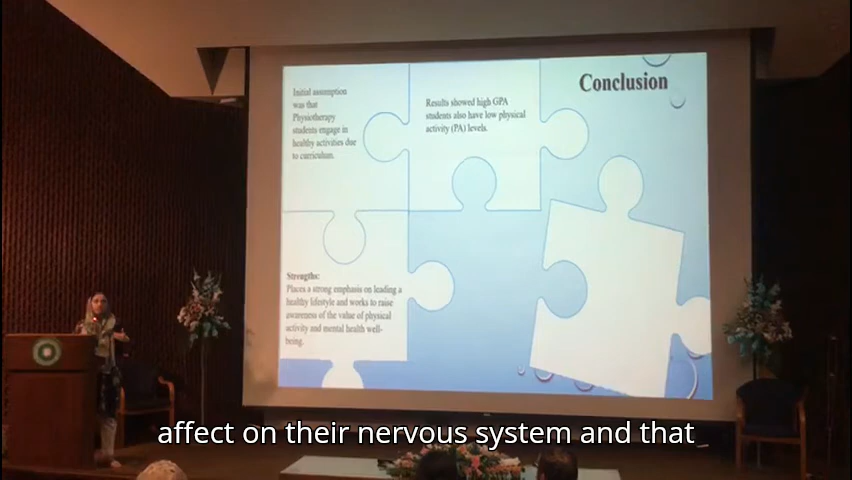 Conclusion
Initial assumption
was that
Physiotherapy
students engage in
healthy activities due
to curriculum.
Results showed high GPA
students also have low physical
activity (PA) levels.
Strengths:
Places a strong emphasis on leading a
healthy lifestyle and works to raise
awareness of the value of physical
activity and mental health well-
being.
affect on their nervous system and that